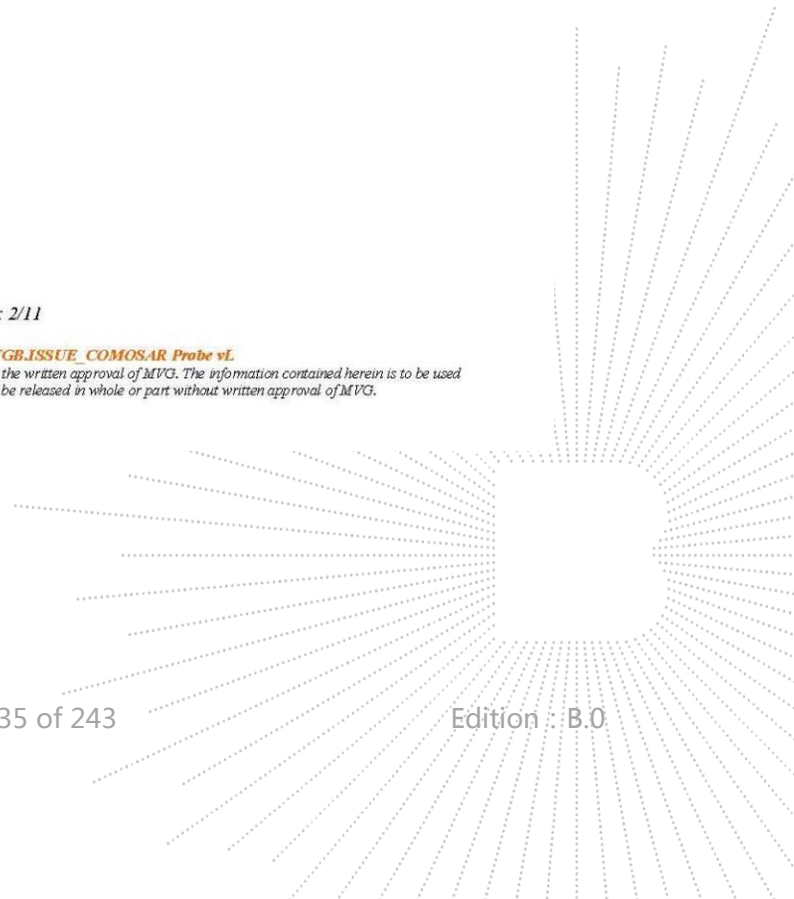 : 2/11
GB.ISSUE_COMOSAR Probe vL
the written approval of MVG. The information contained herein is to be used
be released in whole or part without written approval of MVG.
35 of 243 Edition : B.0